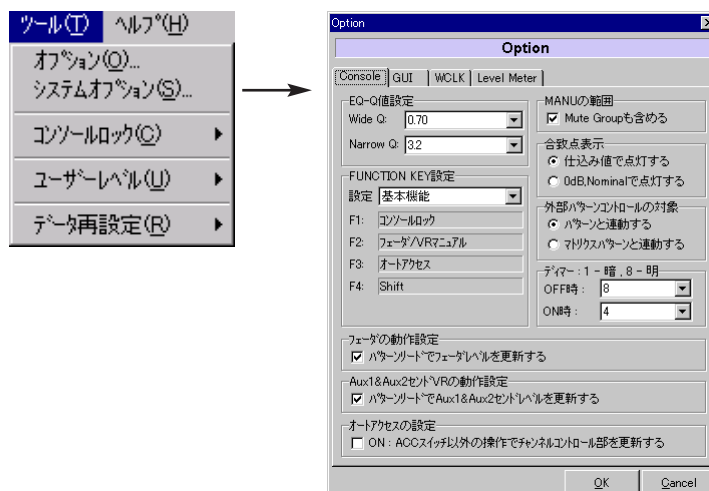 ツール(T) ヘルプ(H)
オプション(O)...
システムオプション(S)...
コンソールロック(C)
ユーザーレベル(U)
データ再設定(R)
Option
Option
Console GUI WCLK Level Meter
EQ-Q値設定
Wide Q: 0.70
Narrow Q: 3.2
FUNCTION KEY設定
設定 基本機能
F1: コンソールロック
F2: フェーダ/VRマニュアル
F3: オートアクセス
F4: Shift
MANUの範囲
Mute Groupも含める
合致点表示
仕込み値で点灯する
0dB,Nominalで点灯する
外部パターンコントロールの対象
パターンと連動する
マトリクスパターンと連動する
ディマー : 1 - 暗 , 8 - 明
OFF時 : 8
ON時 : 4
フェーダの動作設定
パターンリードでフェーダレベルを更新する
Aux1&Aux2センドVRの動作設定
パターンリードでAux1&Aux2センドレベルを更新する
オートアクセスの設定
ON : ACCスイッチ以外の操作でチャンネルコントロール部を更新する
OK Cancel